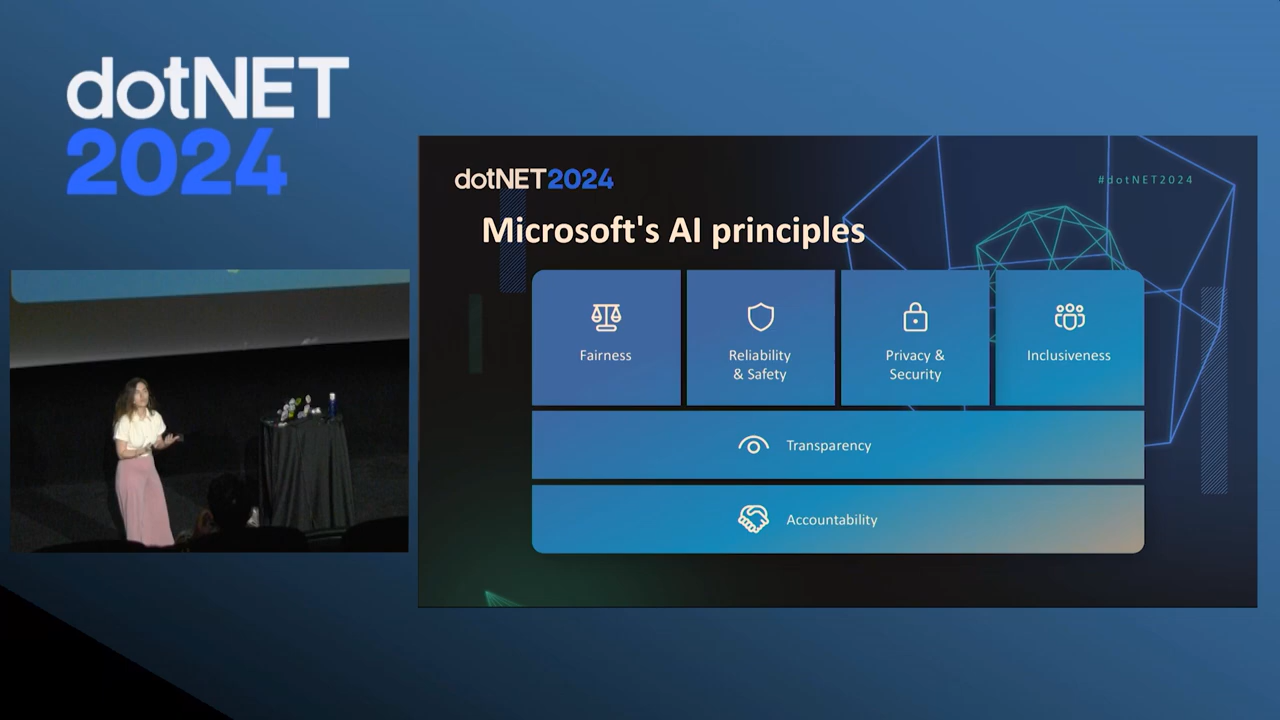 dotNET
2024
dotNET2024
#dotNET2024
Microsoft's AI principles
Fairness
Reliability
& Safety
Privacy &
Security
Inclusiveness
Transparency
Accountability